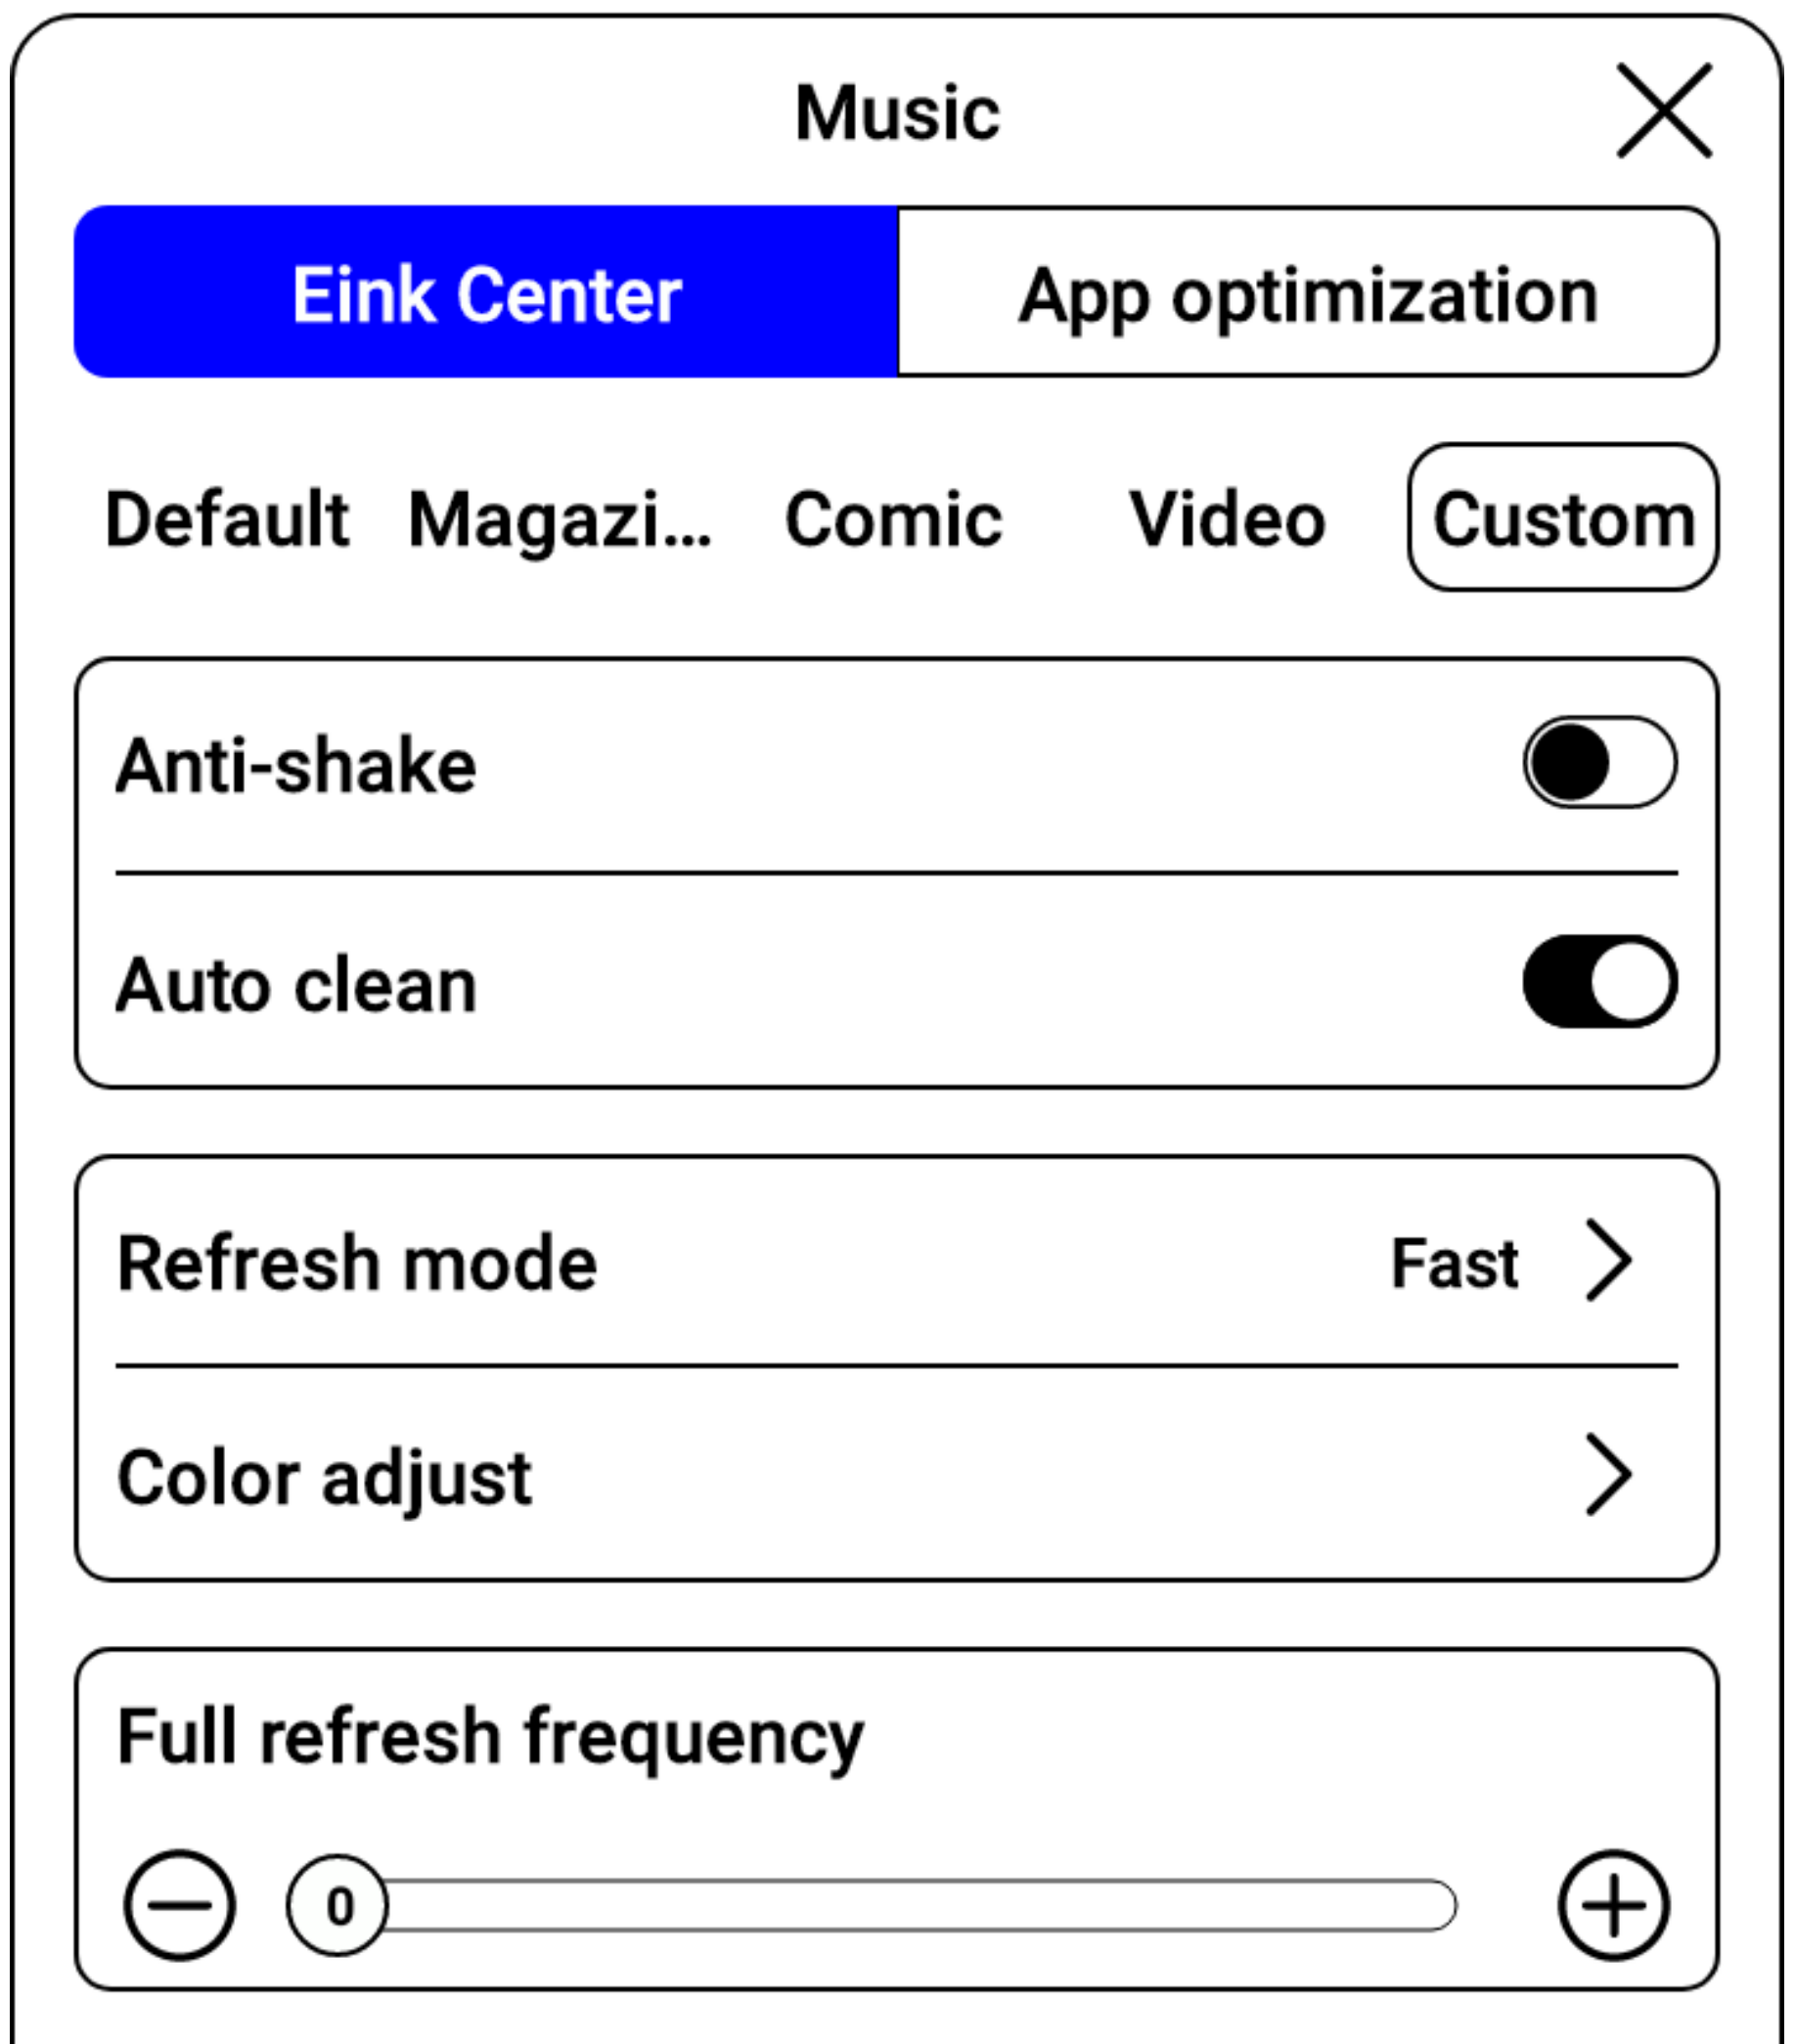 Music
Eink Center App optimization
Default Magazi... Comic Video Custom
Anti-shake
Auto clean
Refresh mode Fast
Color adjust
Full refresh frequency
0